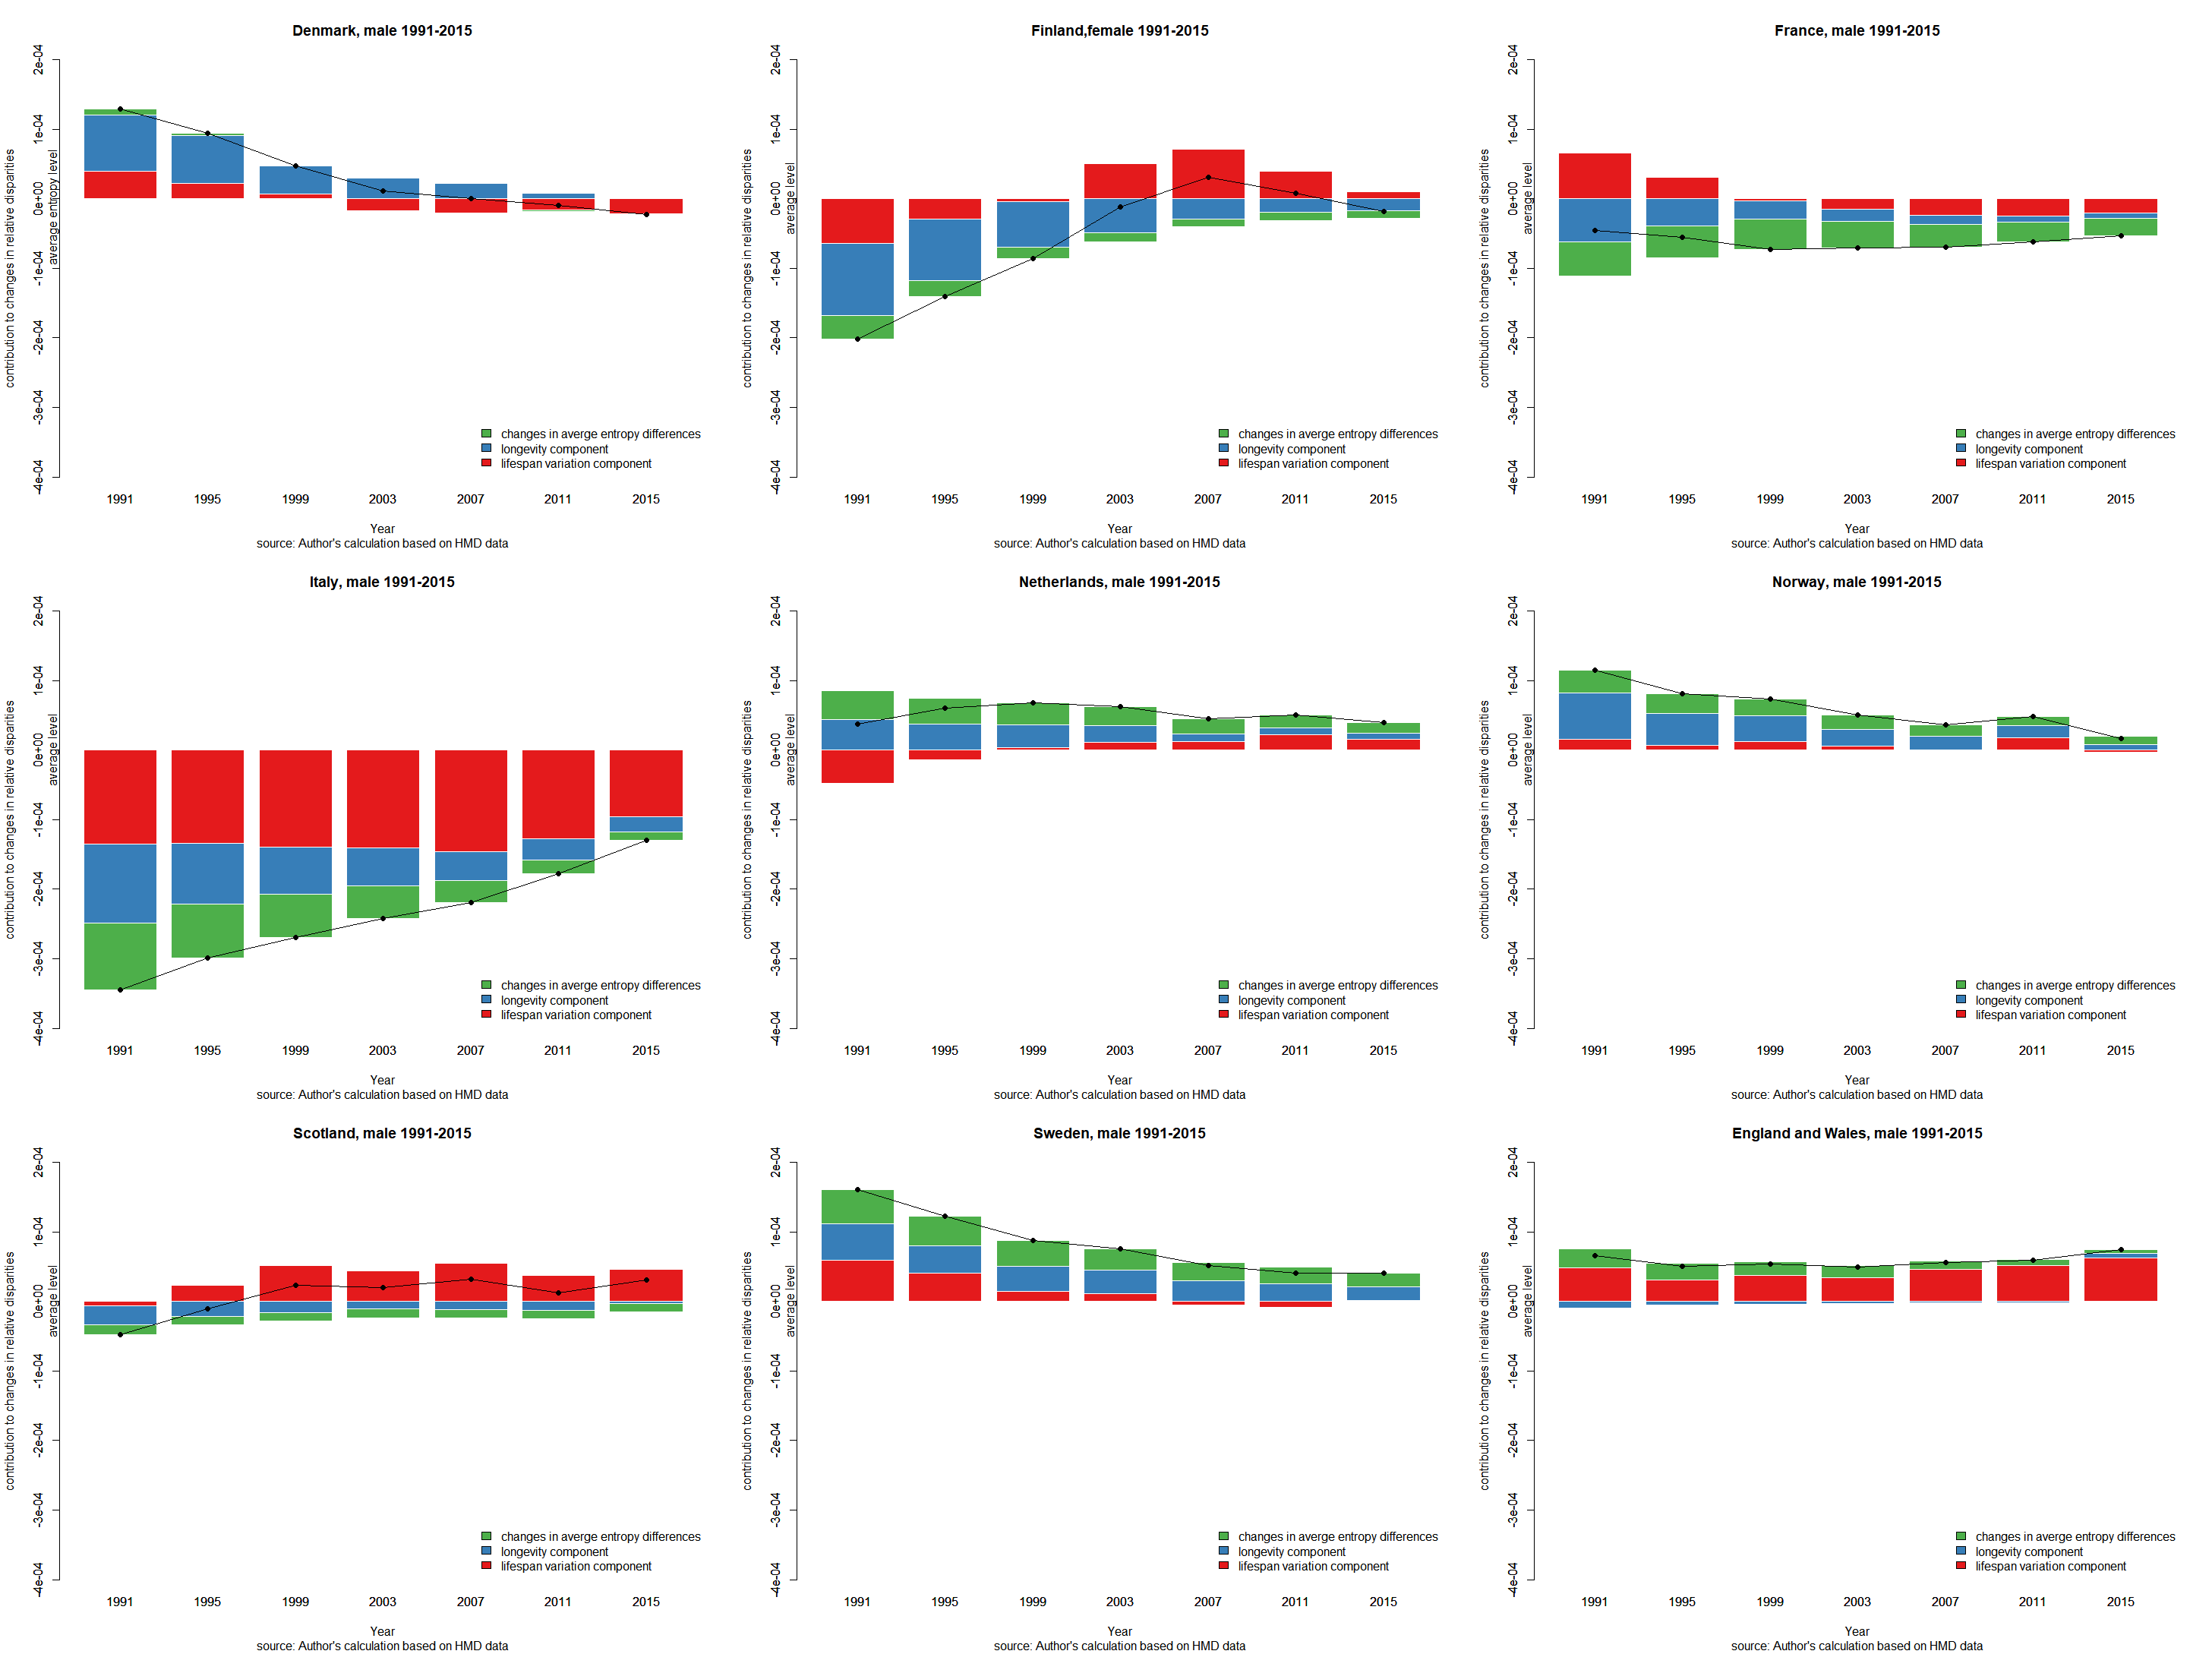 Denmark, male 1991-2015
contribution to changes in relative disparities
average entropy level
2e-04
1e-04
0e+00
-1e-04
-2e-04
-3e-04
-4e-04
changes in averge entropy differences
longevity component
lifespan variation component
1991 1995 1999 2003 2007 2011 2015
Year
source: Author's calculation based on HMD data
Finland,female 1991-2015
contribution to changes in relative disparities
average level
2e-04
1e-04
0e+00
-1e-04
-2e-04
-3e-04
-4e-04
changes in averge entropy differences
longevity component
lifespan variation component
1991 1995 1999 2003 2007 2011 2015
Year
source: Author's calculation based on HMD data
France, male 1991-2015
contribution to changes in relative disparities
average level
2e-04
1e-04
0e+00
-1e-04
-2e-04
-3e-04
-4e-04
changes in averge entropy differences
longevity component
lifespan variation component
1991 1995 1999 2003 2007 2011 2015
Year
source: Author's calculation based on HMD data
Italy, male 1991-2015
contribution to changes in relative disparities
average level
2e-04
1e-04
0e+00
-1e-04
-2e-04
-3e-04
-4e-04
changes in averge entropy differences
longevity component
lifespan variation component
1991 1995 1999 2003 2007 2011 2015
Year
source: Author's calculation based on HMD data
Netherlands, male 1991-2015
contribution to changes in relative disparities
average level
2e-04
1e-04
0e+00
-1e-04
-2e-04
-3e-04
-4e-04
changes in averge entropy differences
longevity component
lifespan variation component
1991 1995 1999 2003 2007 2011 2015
Year
source: Author's calculation based on HMD data
Norway, male 1991-2015
contribution to changes in relative disparities
average level
2e-04
1e-04
0e+00
-1e-04
-2e-04
-3e-04
-4e-04
changes in averge entropy differences
longevity component
lifespan variation component
1991 1995 1999 2003 2007 2011 2015
Year
source: Author's calculation based on HMD data
Scotland, male 1991-2015
contribution to changes in relative disparities
average level
2e-04
1e-04
0e+00
-1e-04
-2e-04
-3e-04
-4e-04
changes in averge entropy differences
longevity component
lifespan variation component
1991 1995 1999 2003 2007 2011 2015
Year
source: Author's calculation based on HMD data
Sweden, male 1991-2015
contribution to changes in relative disparities
average level
2e-04
1e-04
0e+00
-1e-04
-2e-04
-3e-04
-4e-04
changes in averge entropy differences
longevity component
lifespan variation component
1991 1995 1999 2003 2007 2011 2015
Year
source: Author's calculation based on HMD data
England and Wales, male 1991-2015
contribution to changes in relative disparities
average level
2e-04
1e-04
0e+00
-1e-04
-2e-04
-3e-04
-4e-04
changes in averge entropy differences
longevity component
lifespan variation component
1991 1995 1999 2003 2007 2011 2015
Year
source: Author's calculation based on HMD data